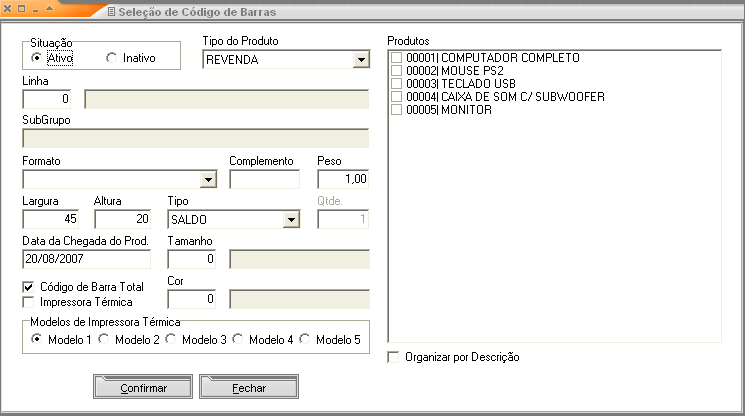 Seleção de Código de Barras
Situação
Ativo
Inativo
Tipo do Produto
REVENDA
Linha
0
SubGrupo
Formato
Complemento
Peso
1,00
Largura
Altura
Tipo
Qtde.
45
20
SALDO
1
Data da Chegada do Prod.
Tamanho
20/08/2007
0
Código de Barra Total
Impressora Térmica
Cor
0
Modelos de Impressora Térmica
Modelo 1
Modelo 2
Modelo 3
Modelo 4
Modelo 5
Confirmar
Fechar
Produtos
00001| COMPUTADOR COMPLETO
00002| MOUSE PS2
00003| TECLADO USB
00004| CAIXA DE SOM C/ SUBWOOFER
00005| MONITOR
Organizar por Descrição